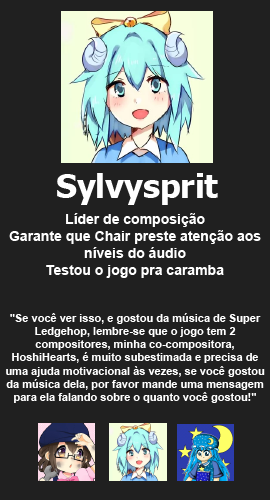 Sylvysprit
Líder de composição
Garante que Chair preste atenção aos
níveis do áudio
Testou o jogo pra caramba
"Se você ver isso, e gostou da música de Super
Ledgehop, lembre-se que o jogo tem 2
compositores, minha co-compositora,
HoshiHearts, é muito subestimada e precisa de
uma ajuda motivacional às vezes, se você gostou
da música dela, por favor mande uma mensagem
para ela falando sobre o quanto você gostou!"